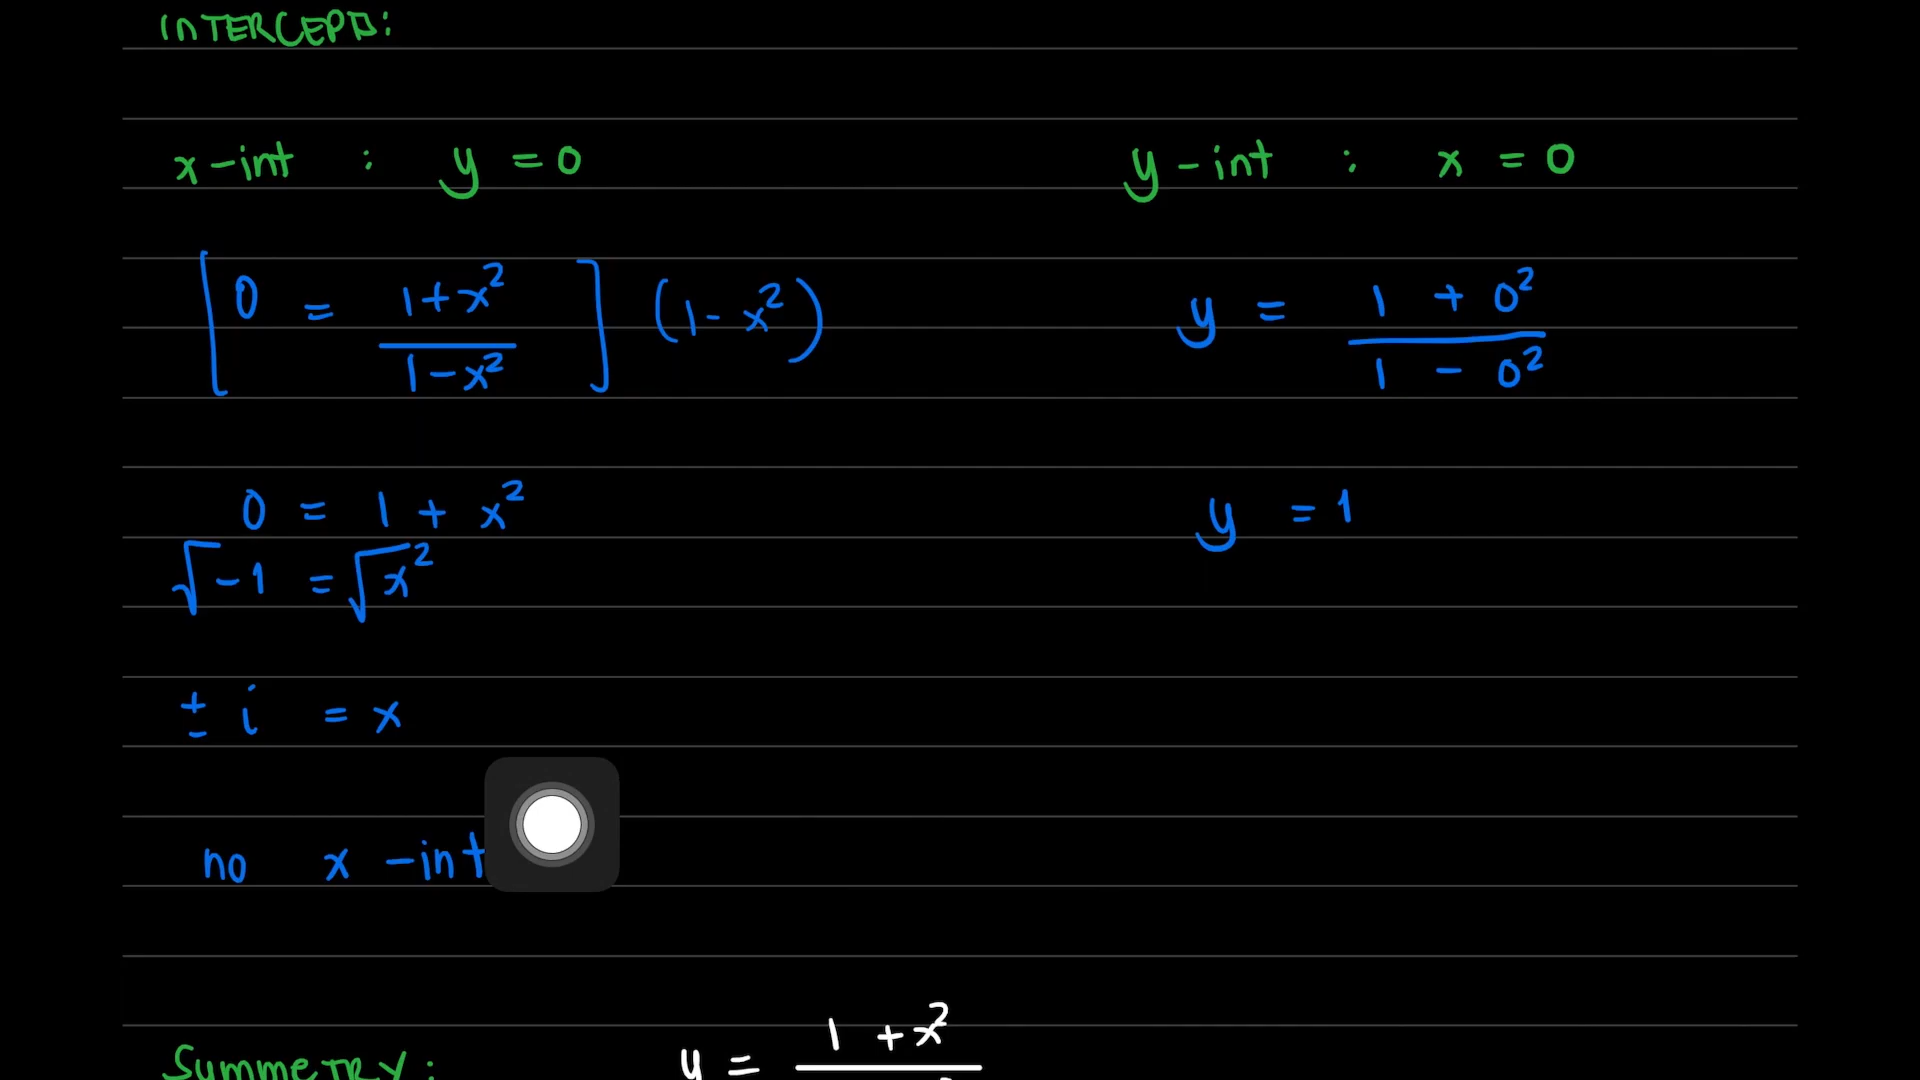 INTERCEPTS:
x-int : y = 0
[0 = (1+x²)/(1-x²)] (1-x²)
0 = 1 + x²
√-1 = √x²
± i = x
no x-int
y-int : x = 0
y = (1 + 0²)/(1 - 0²)
y = 1
SYMMETRY: y = 1 + x²